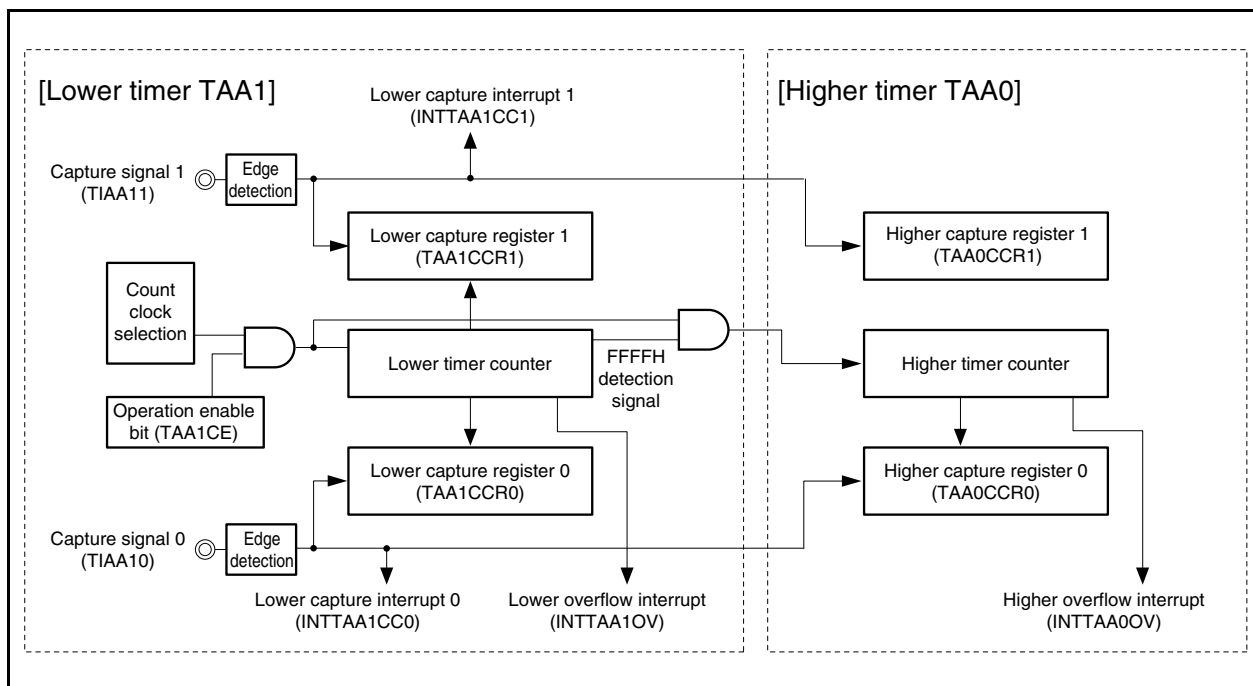 [Lower timer TAA1]
[Higher timer TAA0]
Lower capture interrupt 1
(INTTAA1CC1)
Capture signal 1
(TIAA11)
Edge
detection
Lower capture register 1
(TAA1CCR1)
Higher capture register 1
(TAA0CCR1)
Count
clock
selection
Lower timer counter
FFFFH
detection
signal
Higher timer counter
Operation enable
bit (TAA1CE)
Lower capture register 0
(TAA1CCR0)
Higher capture register 0
(TAA0CCR0)
Capture signal 0
(TIAA10)
Edge
detection
Lower capture interrupt 0
(INTTAA1CC0)
Lower overflow interrupt
(INTTAA1OV)
Higher overflow interrupt
(INTTAA0OV)